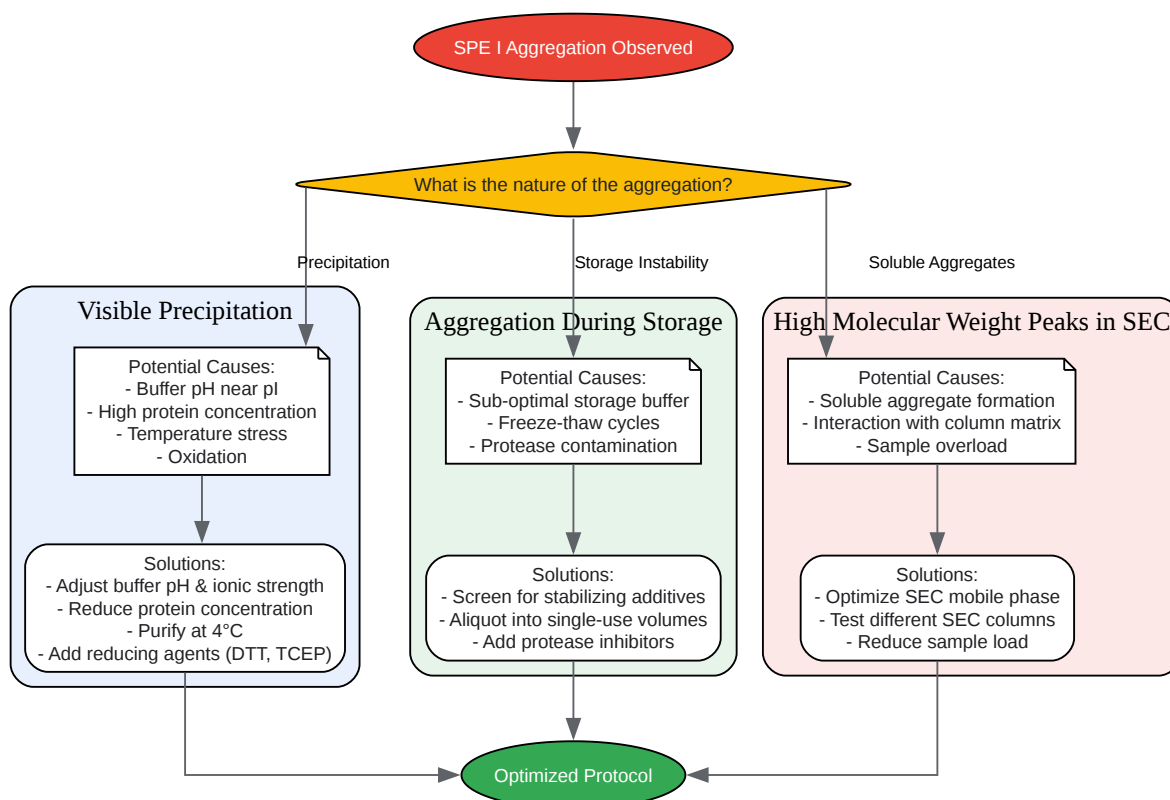 SPE I Aggregation Observed
What is the nature of the aggregation?
Precipitation
Storage Instability
Soluble Aggregates
Visible Precipitation
Potential Causes:
- Buffer pH near pI
- High protein concentration
- Temperature stress
- Oxidation
Solutions:
- Adjust buffer pH & ionic strength
- Reduce protein concentration
- Purify at 4°C
- Add reducing agents (DTT, TCEP)
Aggregation During Storage
Potential Causes:
- Sub-optimal storage buffer
- Freeze-thaw cycles
- Protease contamination
Solutions:
- Screen for stabilizing additives
- Aliquot into single-use volumes
- Add protease inhibitors
High Molecular Weight Peaks in SEC
Potential Causes:
- Soluble aggregate formation
- Interaction with column matrix
- Sample overload
Solutions:
- Optimize SEC mobile phase
- Test different SEC columns
- Reduce sample load
Optimized Protocol